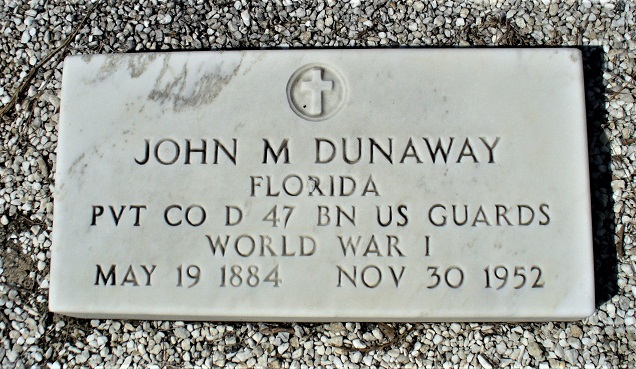 JOHN M DUNAWAY
FLORIDA
PVT CO D 47 BN US GUARDS
WORLD WAR I
MAY 19 1884 NOV 30 1952